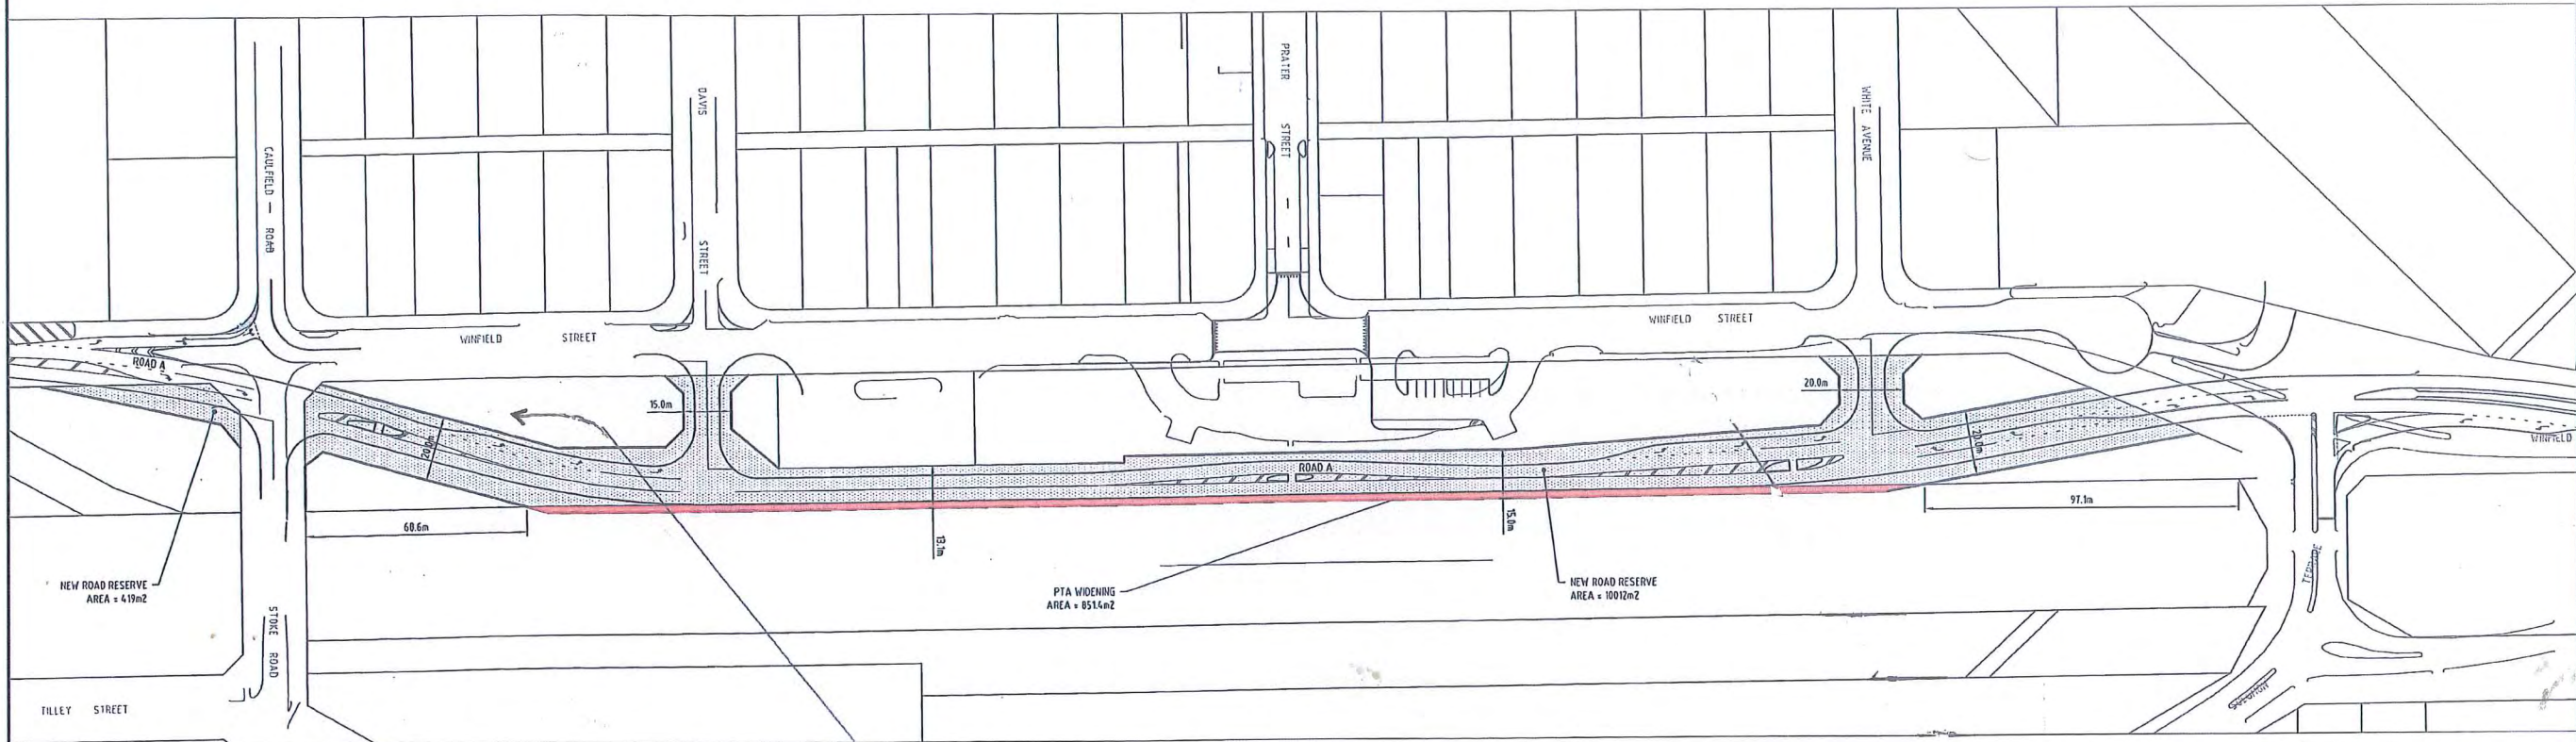 PRATER STREET
DAVIS STREET
WHITE AVENUE
CAULFIELD ROAD
WINFIELD STREET
WINFIELD STREET
ROAD A
15.0m
20.0m
20.0m
20.0m
WINFIELD
ROAD A
60.6m
13.1m
15.0m
97.1m
NEW ROAD RESERVE
AREA = 419m2
PTA WIDENING
AREA = 851.4m2
NEW ROAD RESERVE
AREA = 10012m2
STOKE ROAD
TERRACE
TILLEY STREET
SOLOMON